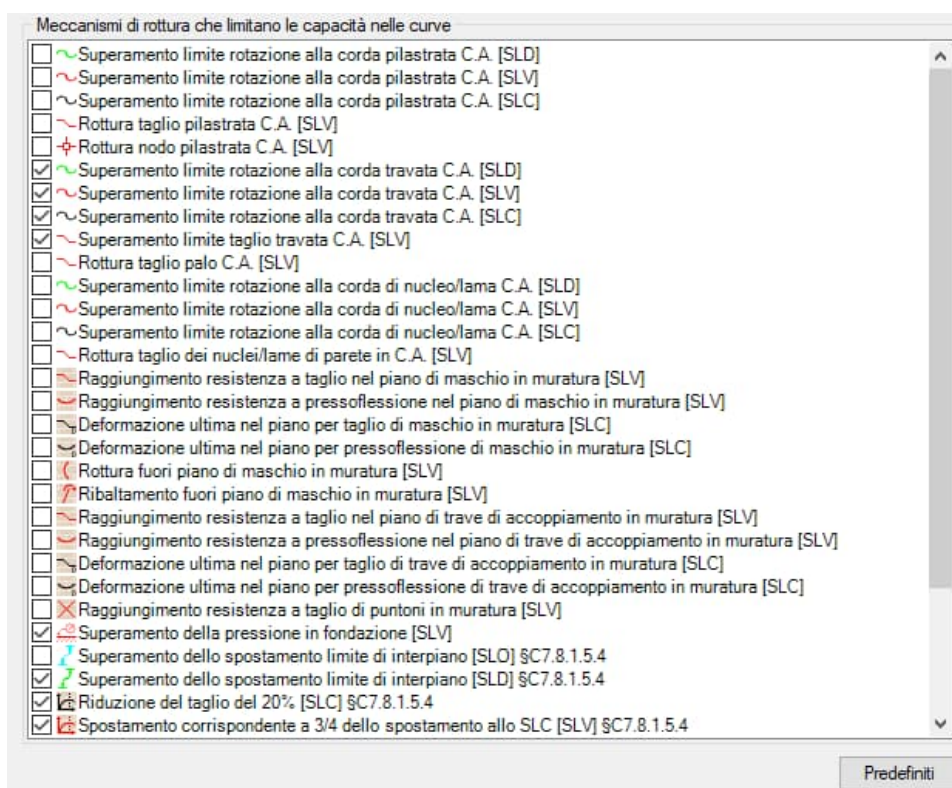 Meccanismi di rottura che limitano le capacità nelle curve
Superamento limite rotazione alla corda pilastrata C.A. [SLD]
Superamento limite rotazione alla corda pilastrata C.A. [SLV]
Superamento limite rotazione alla corda pilastrata C.A. [SLC]
Rottura taglio pilastrata C.A. [SLV]
Rottura nodo pilastrata C.A. [SLV]
Superamento limite rotazione alla corda travata C.A. [SLD]
Superamento limite rotazione alla corda travata C.A. [SLV]
Superamento limite rotazione alla corda travata C.A. [SLC]
Superamento limite taglio travata C.A. [SLV]
Rottura taglio palo C.A. [SLV]
Superamento limite rotazione alla corda di nucleo/lama C.A. [SLD]
Superamento limite rotazione alla corda di nucleo/lama C.A. [SLV]
Superamento limite rotazione alla corda di nucleo/lama C.A. [SLC]
Rottura taglio dei nuclei/lame di parete in C.A. [SLV]
Raggiungimento resistenza a taglio nel piano di maschio in muratura [SLV]
Raggiungimento resistenza a pressoflessione nel piano di maschio in muratura [SLV]
Deformazione ultima nel piano per taglio di maschio in muratura [SLC]
Deformazione ultima nel piano per pressoflessione di maschio in muratura [SLC]
Rottura fuori piano di maschio in muratura [SLV]
Ribaltamento fuori piano di maschio in muratura [SLV]
Raggiungimento resistenza a taglio nel piano di trave di accoppiamento in muratura [SLV]
Raggiungimento resistenza a pressoflessione nel piano di trave di accoppiamento in muratura [SLV]
Deformazione ultima nel piano per taglio di trave di accoppiamento in muratura [SLC]
Deformazione ultima nel piano per pressoflessione di trave di accoppiamento in muratura [SLC]
Raggiungimento resistenza a taglio di puntoni in muratura [SLV]
Superamento della pressione in fondazione [SLV]
Superamento dello spostamento limite di interpiano [SLO] §C7.8.1.5.4
Superamento dello spostamento limite di interpiano [SLD] §C7.8.1.5.4
Riduzione del taglio del 20% [SLC] §C7.8.1.5.4
Spostamento corrispondente a 3/4 dello spostamento allo SLC [SLV] §C7.8.1.5.4
Predefiniti